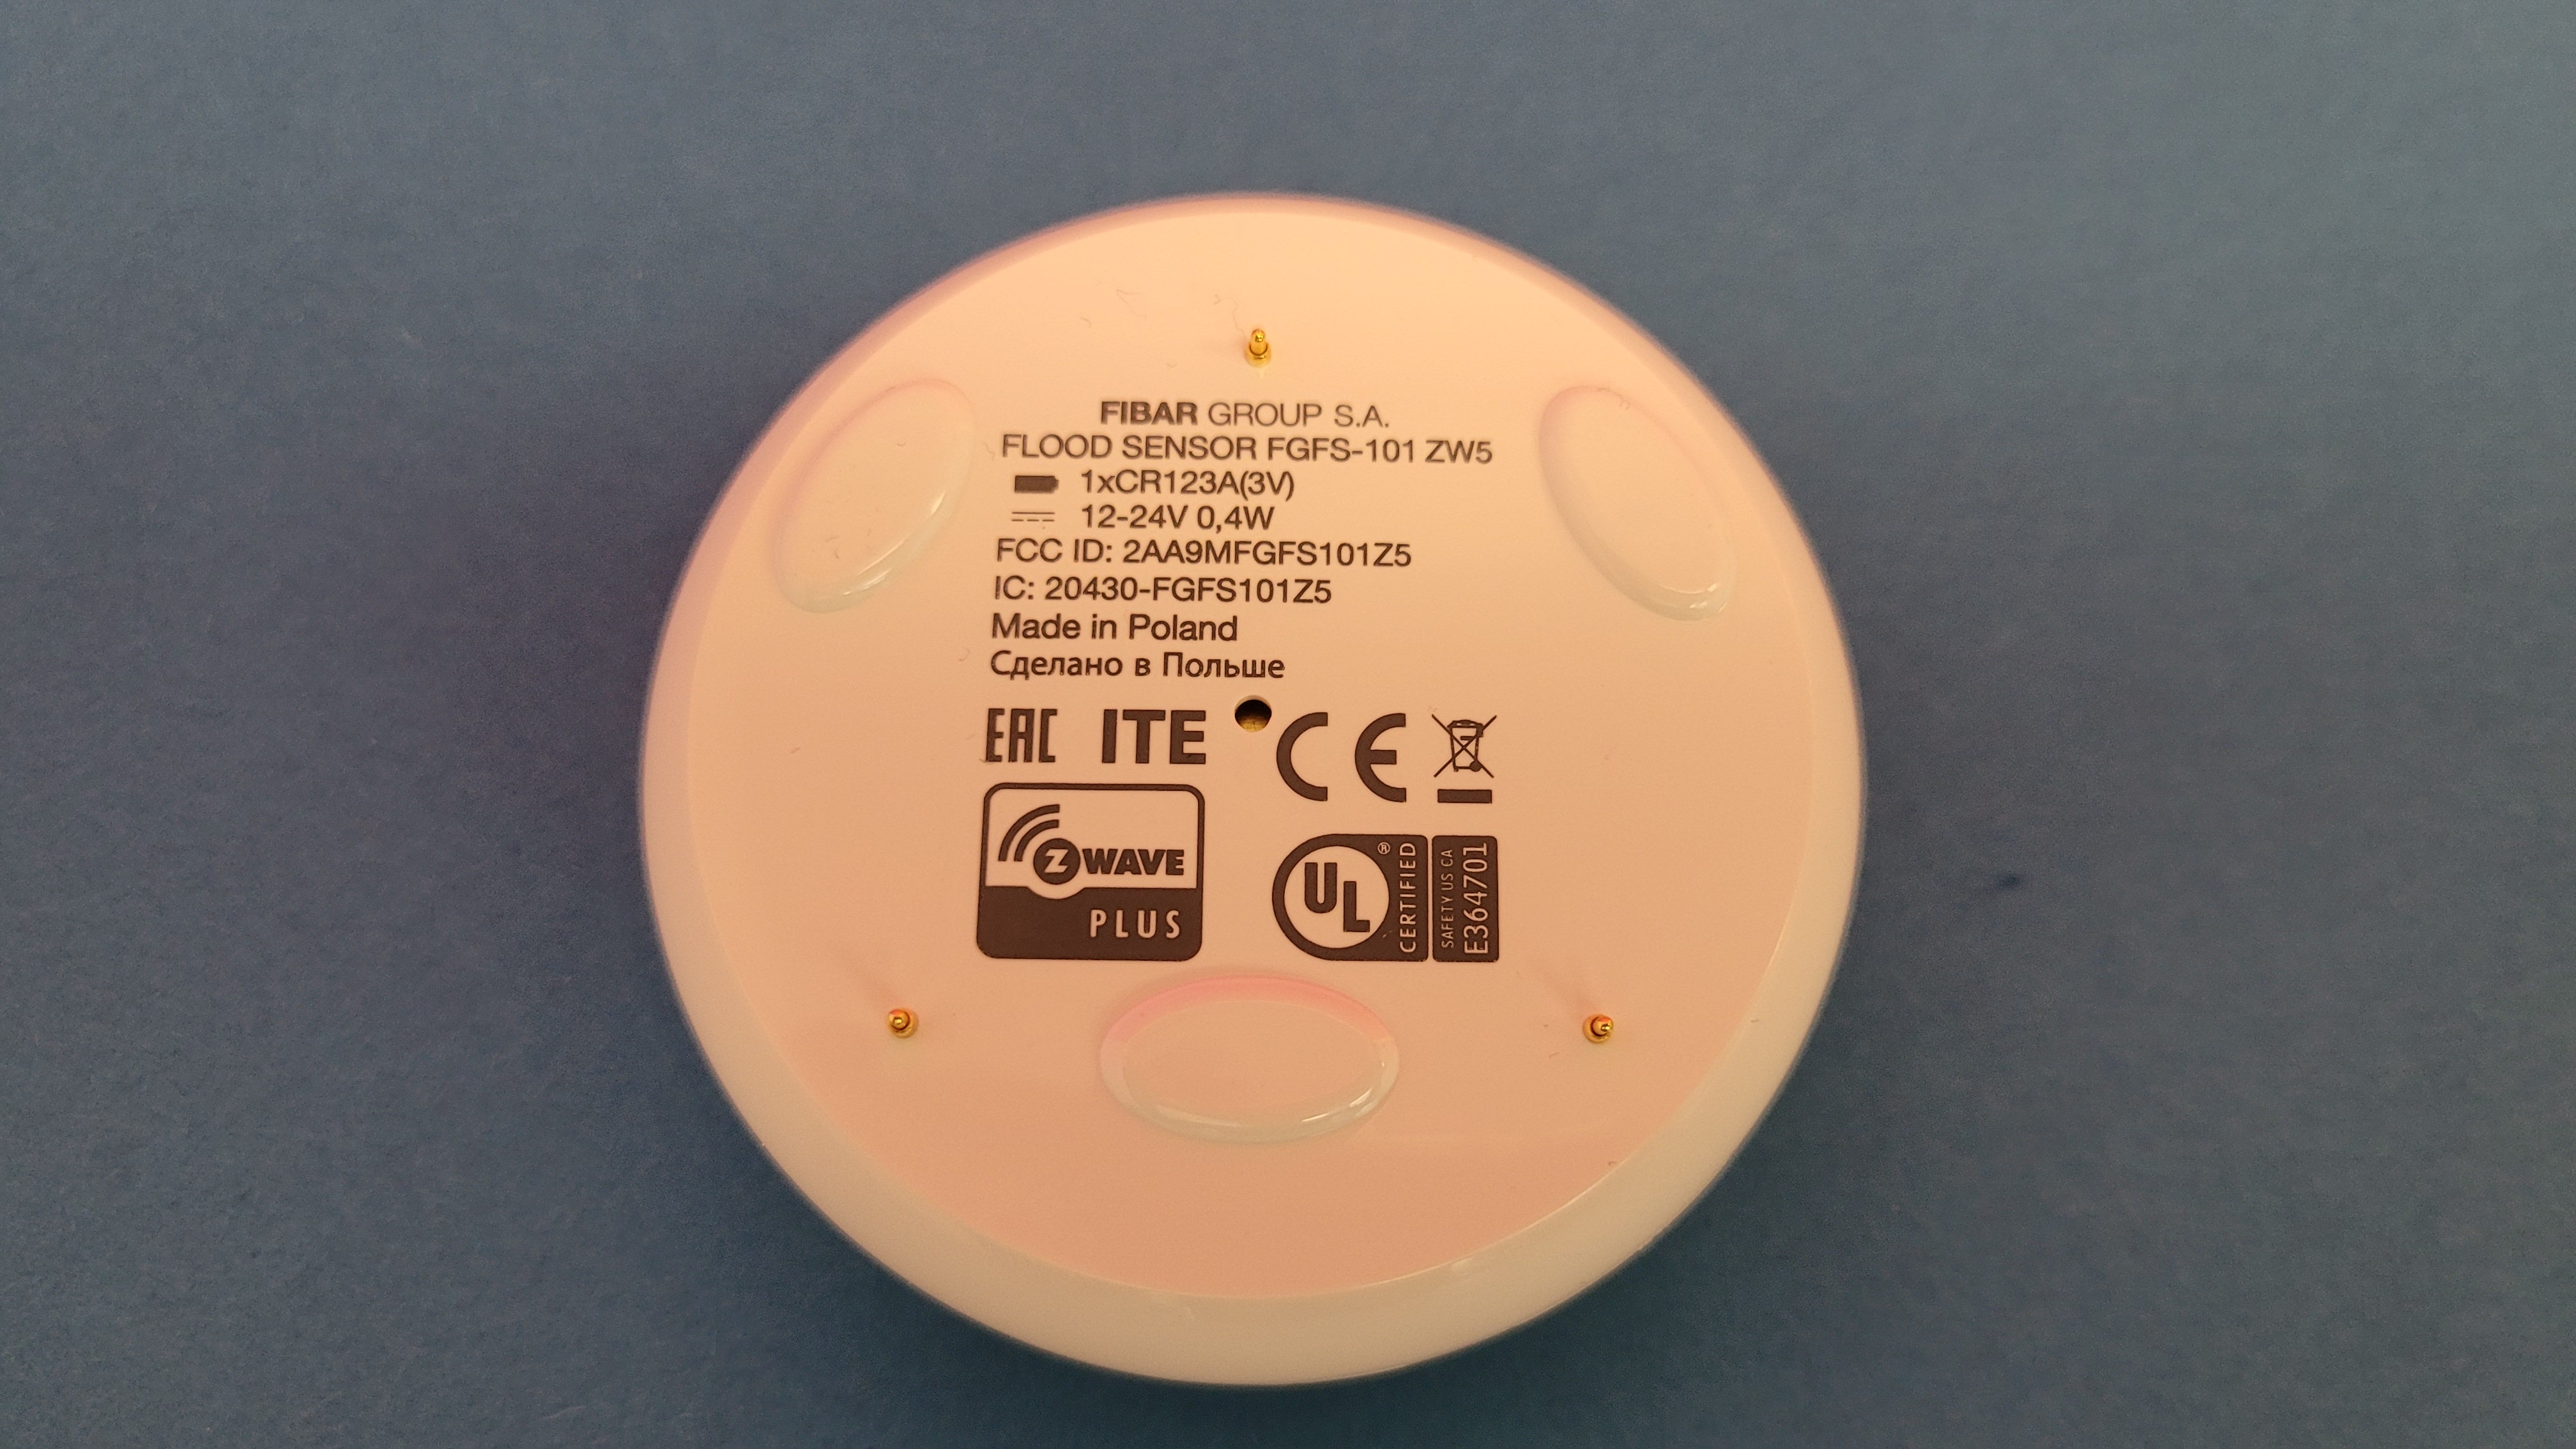 FIBAR GROUP S.A.
FLOOD SENSOR FGFS-101 ZW5
1xCR123A(3V)
12-24V 0,4W
FCC ID: 2AA9MFGFS101Z5
IC: 20430-FGFS101Z5
Made in Poland
Сделано в Польше
EAC ITE CE
Z WAVE
PLUS
UL ®
CERTIFIED
SAFETY US CA
E364701